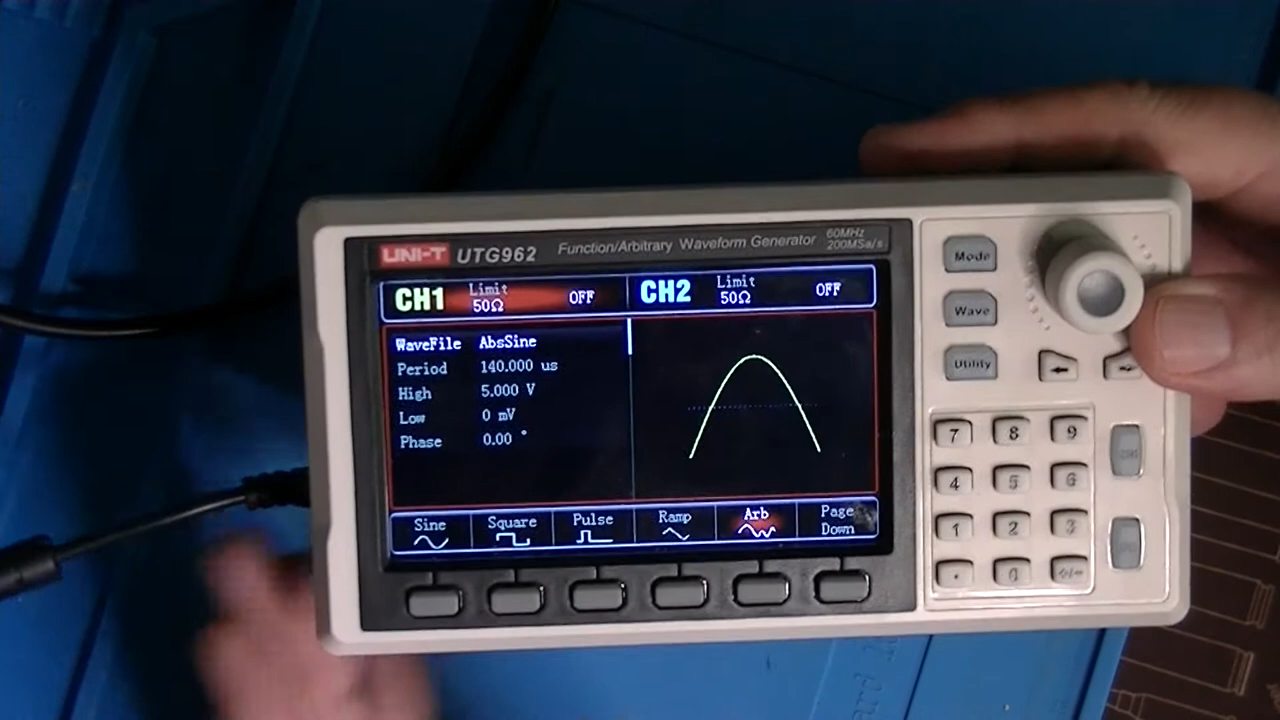 UNI-T UTG962 Function/Arbitrary Waveform Generator 60MHz 200MSa/s
CH1 Limit 50Ω OFF CH2 Limit 50Ω OFF
WaveFile AbsSine
Period 140.000 us
High 5.000 V
Low 0 mV
Phase 0.00 °
Sine Square Pulse Ramp Arb Page Down
Mode
Wave
Utility
7 8 9
4 5 6
1 2 3
. 0 +/-